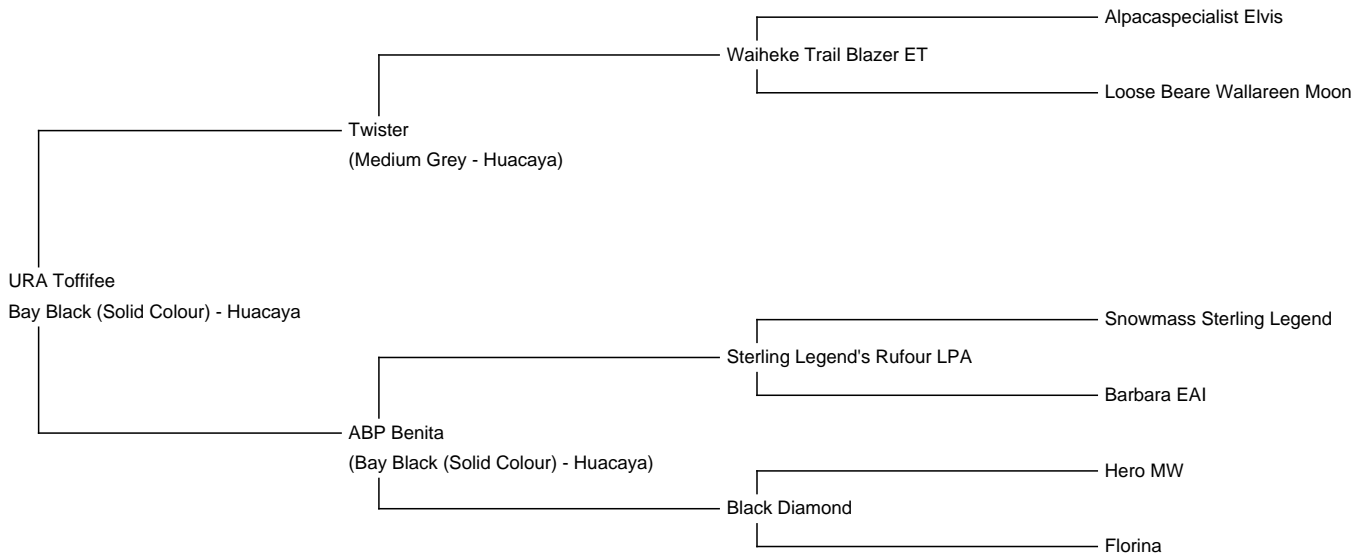 Alpacaspecialist Elvis
Waiheke Trail Blazer ET
Loose Beare Wallareen Moon
Twister
(Medium Grey - Huacaya)
URA Toffifee
Bay Black (Solid Colour) - Huacaya
Snowmass Sterling Legend
Sterling Legend's Rufour LPA
Barbara EAI
ABP Benita
(Bay Black (Solid Colour) - Huacaya)
Hero MW
Black Diamond
Florina